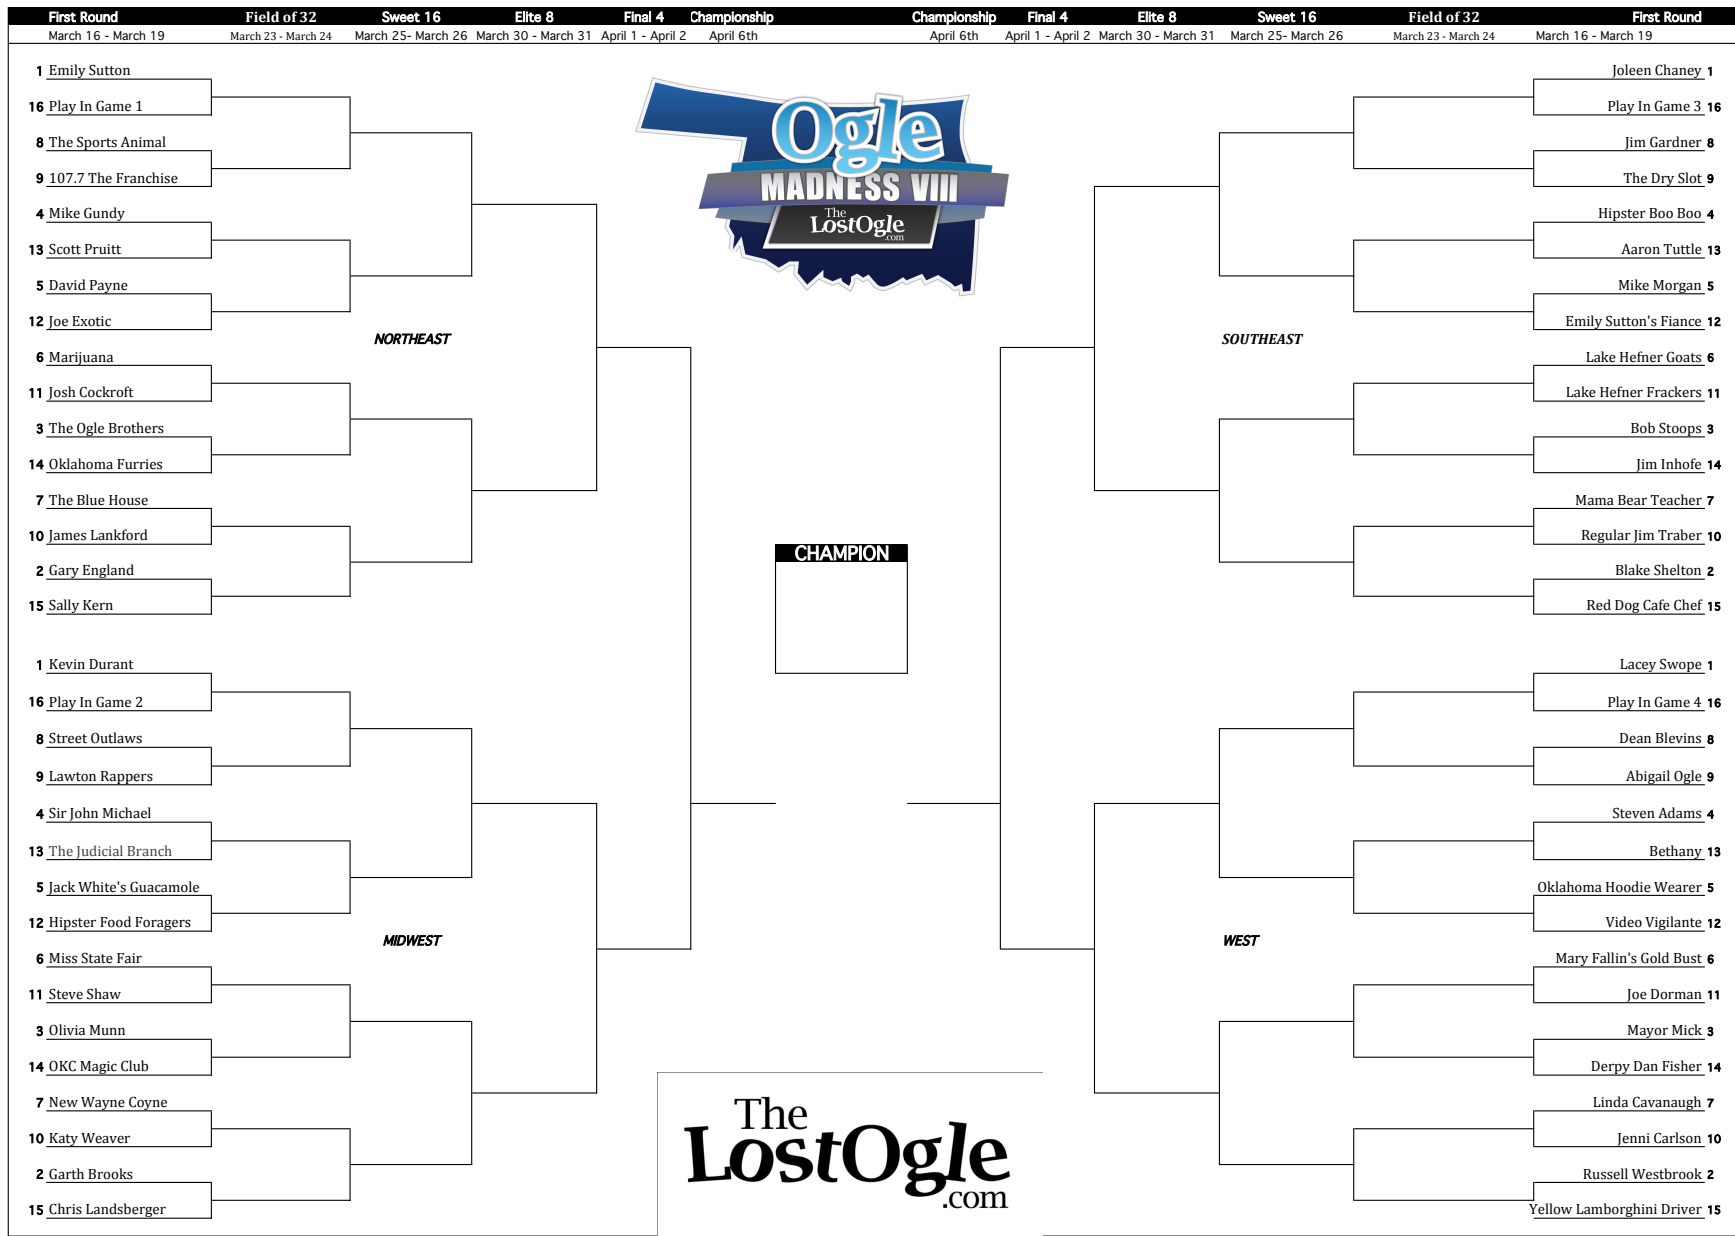 First Round Field of 32 Sweet 16 Elite 8 Final 4 Championship Championship Final 4 Elite 8 Sweet 16 Field of 32 First Round
March 16 - March 19 March 23 - March 24 March 25- March 26 March 30 - March 31 April 1 - April 2 April 6th April 6th April 1 - April 2 March 30 - March 31 March 25- March 26 March 23 - March 24 March 16 - March 19
1 Emily Sutton
16 Play In Game 1
8 The Sports Animal
9 107.7 The Franchise
4 Mike Gundy
13 Scott Pruitt
5 David Payne
12 Joe Exotic
NORTHEAST
6 Marijuana
11 Josh Cockroft
3 The Ogle Brothers
14 Oklahoma Furries
7 The Blue House
10 James Lankford
2 Gary England
15 Sally Kern
1 Kevin Durant
16 Play In Game 2
8 Street Outlaws
9 Lawton Rappers
4 Sir John Michael
13 The Judicial Branch
5 Jack White's Guacamole
12 Hipster Food Foragers
MIDWEST
6 Miss State Fair
11 Steve Shaw
3 Olivia Munn
14 OKC Magic Club
7 New Wayne Coyne
10 Katy Weaver
2 Garth Brooks
15 Chris Landsberger
Ogle
MADNESS VIII
The
LostOgle
.com
CHAMPION
The
LostOgle
.com
Joleen Chaney 1
Play In Game 3 16
Jim Gardner 8
The Dry Slot 9
Hipster Boo Boo 4
Aaron Tuttle 13
Mike Morgan 5
Emily Sutton's Fiance 12
SOUTHEAST
Lake Hefner Goats 6
Lake Hefner Frackers 11
Bob Stoops 3
Jim Inhofe 14
Mama Bear Teacher 7
Regular Jim Traber 10
Blake Shelton 2
Red Dog Cafe Chef 15
Lacey Swope 1
Play In Game 4 16
Dean Blevins 8
Abigail Ogle 9
Steven Adams 4
Bethany 13
Oklahoma Hoodie Wearer 5
Video Vigilante 12
WEST
Mary Fallin's Gold Bust 6
Joe Dorman 11
Mayor Mick 3
Derpy Dan Fisher 14
Linda Cavanaugh 7
Jenni Carlson 10
Russell Westbrook 2
Yellow Lamborghini Driver 15